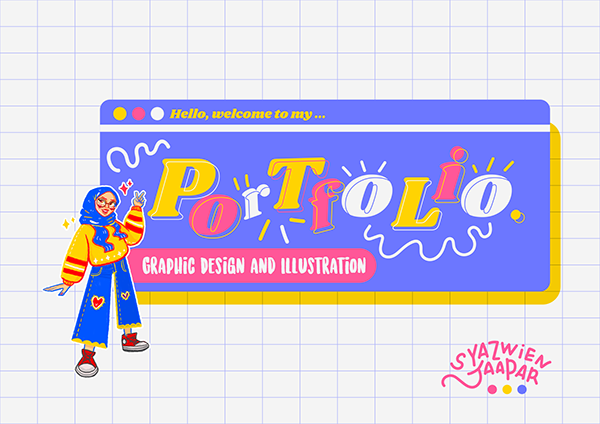 Hello, welcome to my ...
PorTfoLio.
GRAPHIC DESIGN AND ILLUSTRATION
SYAZWiEN
JAAPAR